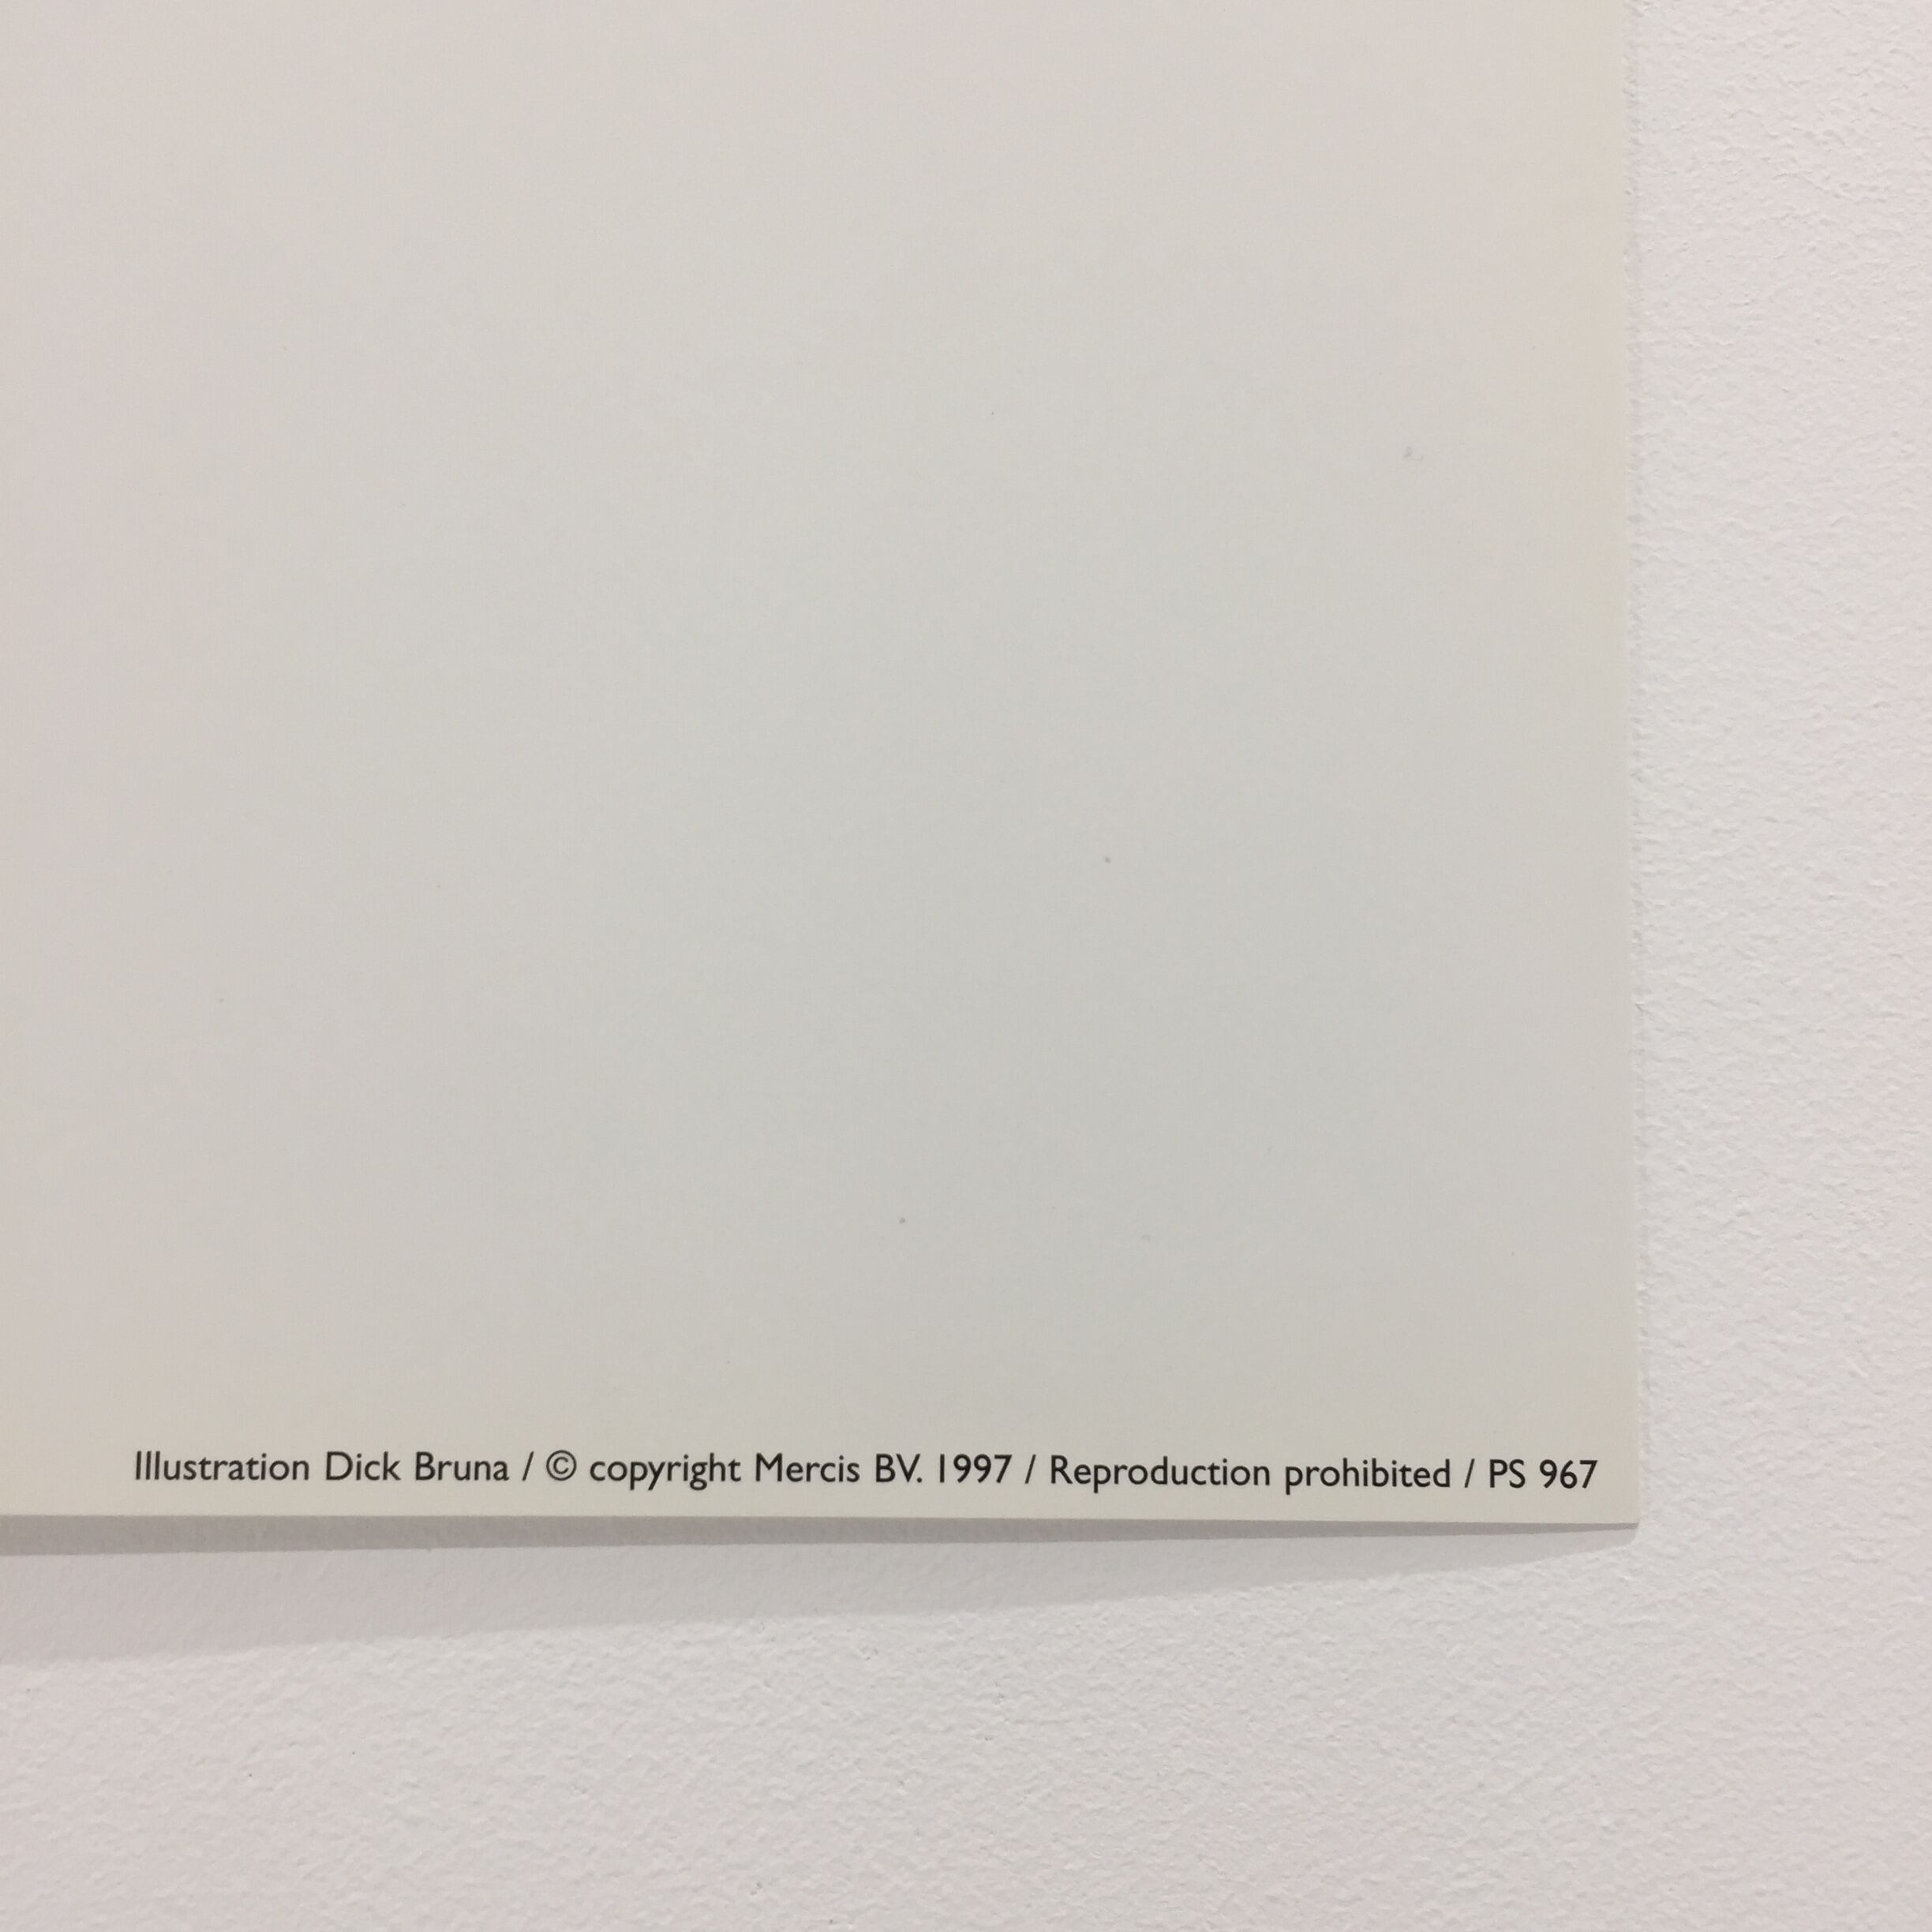 Illustration Dick Bruna / © copyright Mercis BV. 1997 / Reproduction prohibited / PS 967